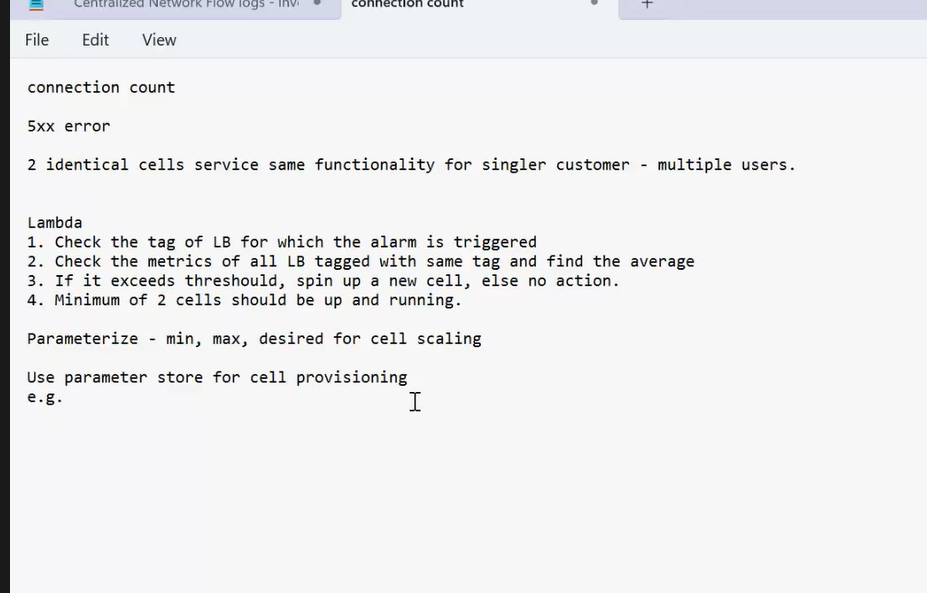 Centralized Network Flow logs - Inv
connection count
File Edit View
connection count
5xx error
2 identical cells service same functionality for singler customer - multiple users.
Lambda
1. Check the tag of LB for which the alarm is triggered
2. Check the metrics of all LB tagged with same tag and find the average
3. If it exceeds threshold, spin up a new cell, else no action.
4. Minimum of 2 cells should be up and running.
Parameterize - min, max, desired for cell scaling
Use parameter store for cell provisioning
e.g.